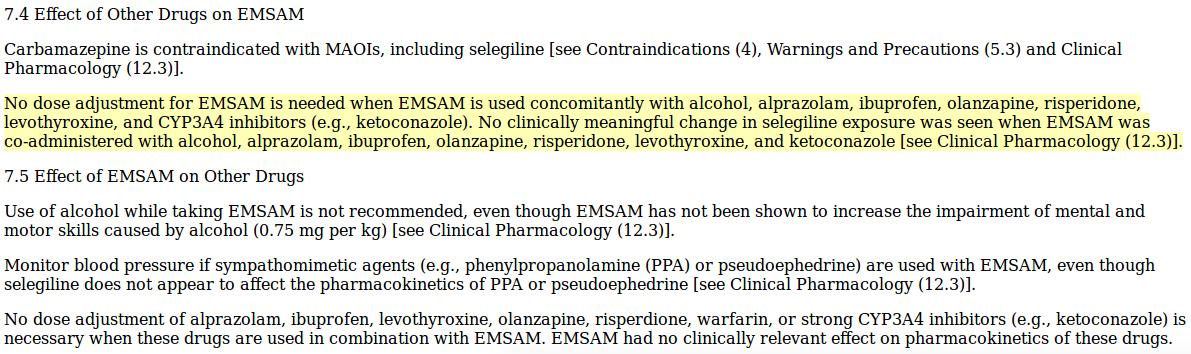 7.4 Effect of Other Drugs on EMSAM
Carbamazepine is contraindicated with MAOIs, including selegiline [see Contraindications (4), Warnings and Precautions (5.3) and Clinical
Pharmacology (12.3)].
No dose adjustment for EMSAM is needed when EMSAM is used concomitantly with alcohol, alprazolam, ibuprofen, olanzapine, risperidone,
levothyroxine, and CYP3A4 inhibitors (e.g., ketoconazole). No clinically meaningful change in selegiline exposure was seen when EMSAM was
co-administered with alcohol, alprazolam, ibuprofen, olanzapine, risperidone, levothyroxine, and ketoconazole [see Clinical Pharmacology (12.3)].
7.5 Effect of EMSAM on Other Drugs
Use of alcohol while taking EMSAM is not recommended, even though EMSAM has not been shown to increase the impairment of mental and
motor skills caused by alcohol (0.75 mg per kg) [see Clinical Pharmacology (12.3)].
Monitor blood pressure if sympathomimetic agents (e.g., phenylpropanolamine (PPA) or pseudoephedrine) are used with EMSAM, even though
selegiline does not appear to affect the pharmacokinetics of PPA or pseudoephedrine [see Clinical Pharmacology (12.3)].
No dose adjustment of alprazolam, ibuprofen, levothyroxine, olanzapine, risperdione, warfarin, or strong CYP3A4 inhibitors (e.g., ketoconazole) is
necessary when these drugs are used in combination with EMSAM. EMSAM had no clinically relevant effect on pharmacokinetics of these drugs.